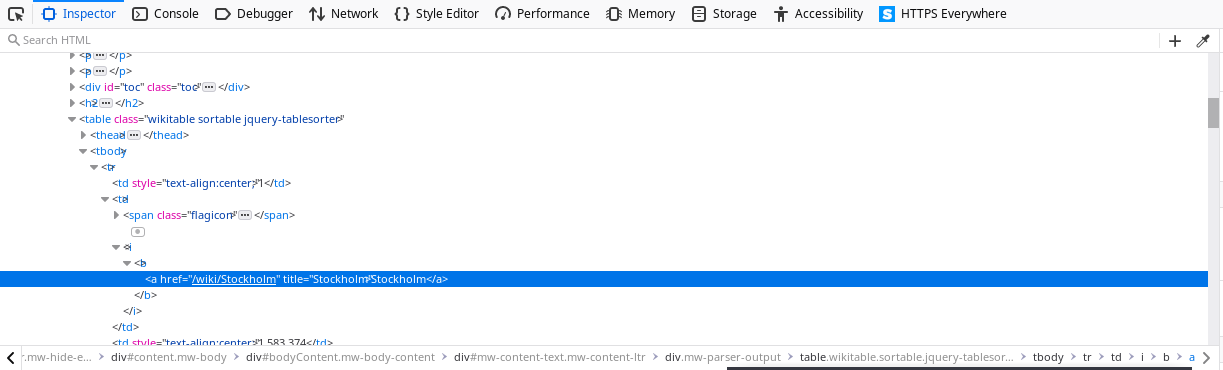 Inspector Console Debugger Network {} Style Editor Performance Memory Storage Accessibility S HTTPS Everywhere
Search HTML
<p> ••• </p>
<p> ••• </p>
<div id="toc" class="toc"> ••• </div>
<h2> ••• </h2>
<table class="wikitable sortable jquery-tablesorter">
<thead> ••• </thead>
<tbody>
<tr>
<td style="text-align:center;">1</td>
<td>
<span class="flagicon"> ••• </span>
<i>
<b>
<a href="/wiki/Stockholm" title="Stockholm">Stockholm</a>
</b>
</i>
</td>
<td style="text-align:center;">1,583,374</td>
r.mw-hide-e... > div#content.mw-body > div#bodyContent.mw-body-content > div#mw-content-text.mw-content-ltr > div.mw-parser-output > table.wikitable.sortable.jquery-tablesor... > tbody > tr > td > i > b > a